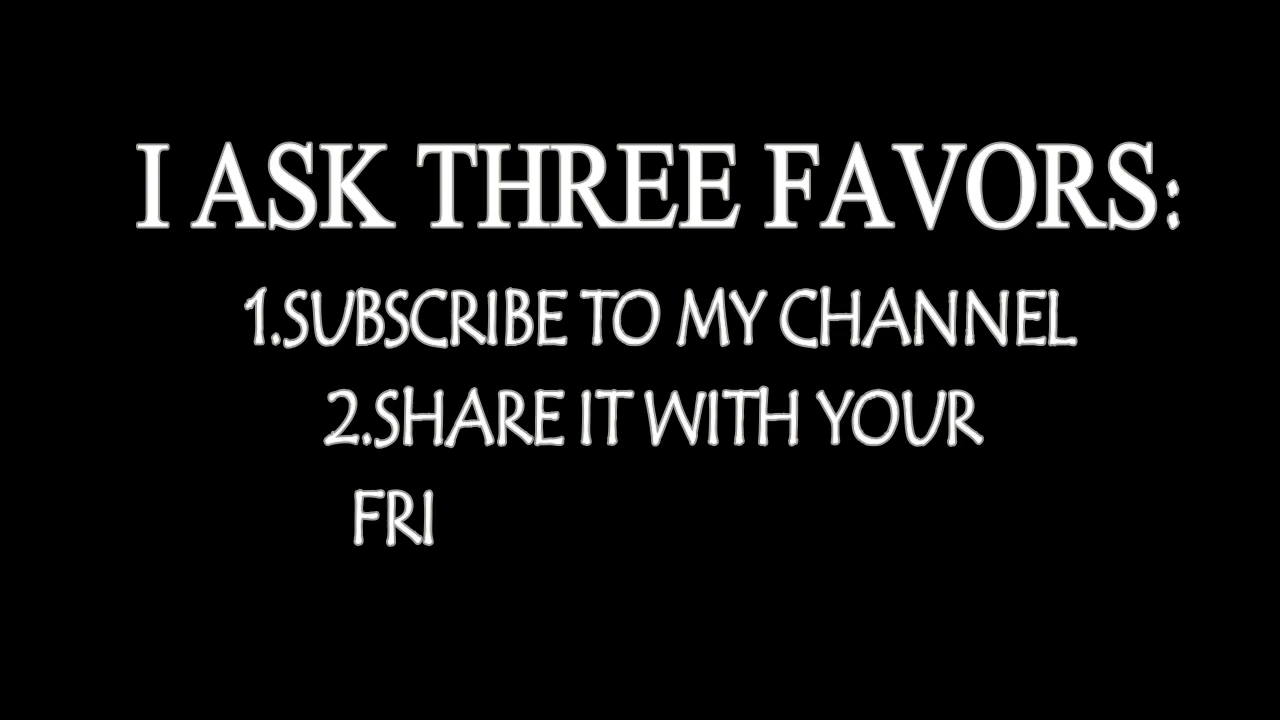 I ASK THREE FAVORS:
1.SUBSCRIBE TO MY CHANNEL
2.SHARE IT WITH YOUR
FRI